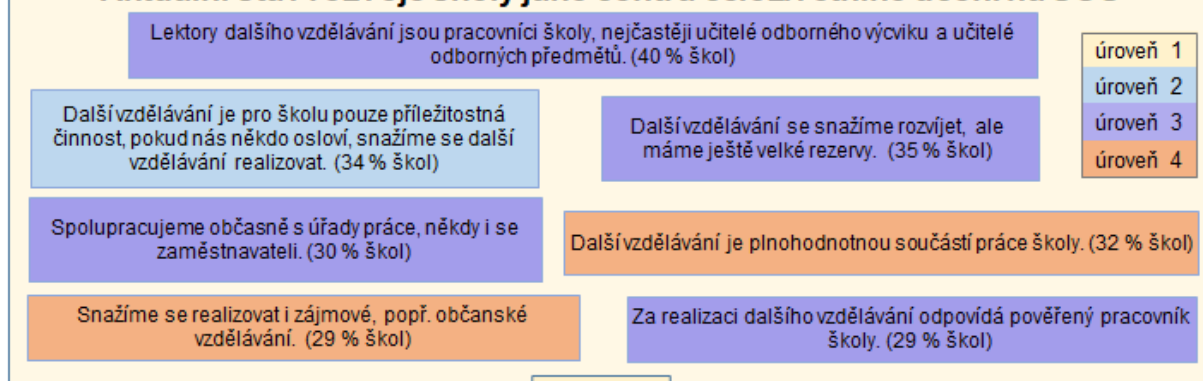 Lektory dalšího vzdělávání jsou pracovníci školy, nejčastěji učitelé odborného výcviku a učitelé
odborných předmětů. (40 % škol)
úroveň 1
úroveň 2
úroveň 3
úroveň 4
Další vzdělávání je pro školu pouze příležitostná
činnost, pokud nás někdo osloví, snažíme se další
vzdělávání realizovat. (34 % škol)
Další vzdělávání se snažíme rozvíjet, ale
máme ještě velké rezervy. (35 % škol)
Spolupracujeme občasně s úřady práce, někdy i se
zaměstnavateli. (30 % škol)
Další vzdělávání je plnohodnotnou součástí práce školy. (32 % škol)
Snažíme se realizovat i zájmové, popř. občanské
vzdělávání. (29 % škol)
Za realizaci dalšího vzdělávání odpovídá pověřený pracovník
školy. (29 % škol)